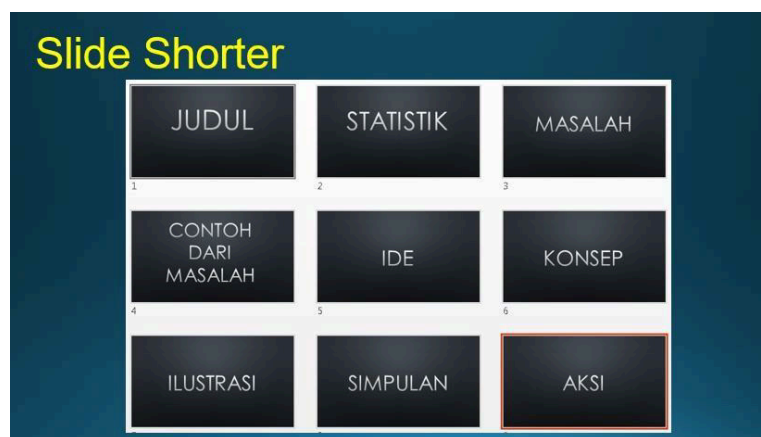 Slide Shorter
JUDUL
STATISTIK
MASALAH
1
2
3
CONTOH
DARI
MASALAH
IDE
KONSEP
4
5
6
ILUSTRASI
SIMPULAN
AKSI